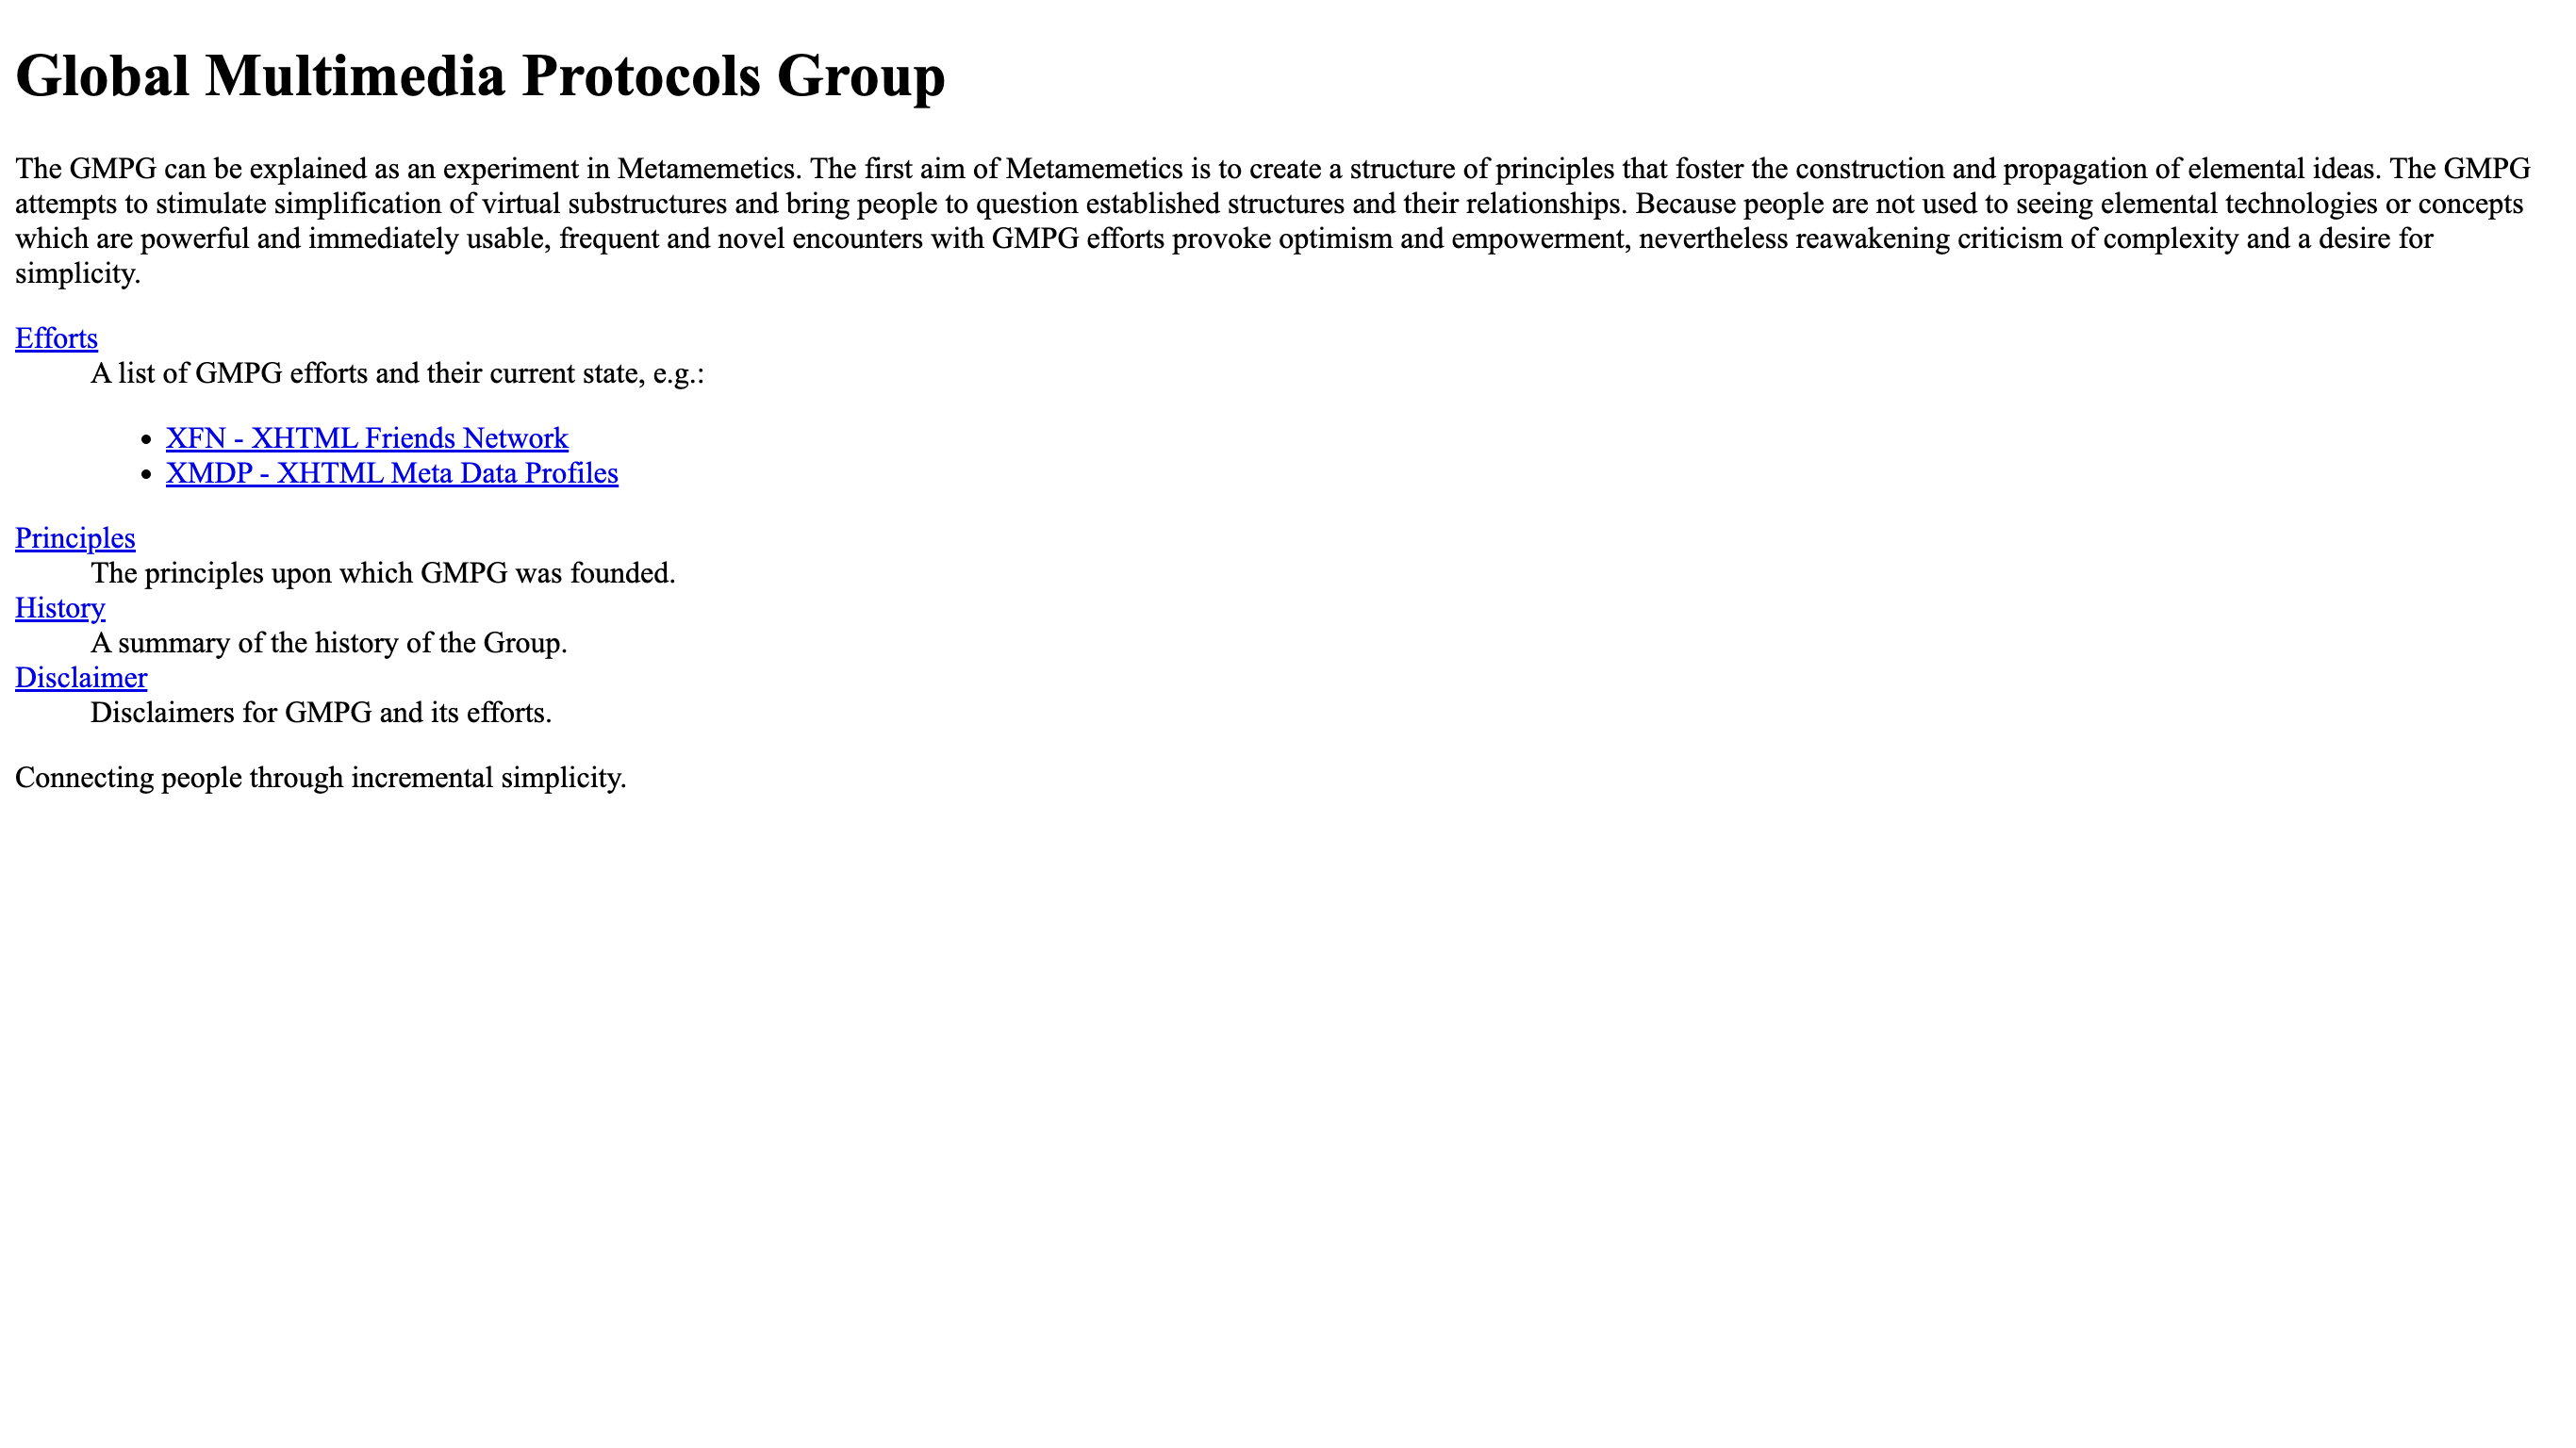 Global Multimedia Protocols Group
The GMPG can be explained as an experiment in Metamemetics. The first aim of Metamemetics is to create a structure of principles that foster the construction and propagation of elemental ideas. The GMPG
attempts to stimulate simplification of virtual substructures and bring people to question established structures and their relationships. Because people are not used to seeing elemental technologies or concepts
which are powerful and immediately usable, frequent and novel encounters with GMPG efforts provoke optimism and empowerment, nevertheless reawakening criticism of complexity and a desire for
simplicity.
Efforts
A list of GMPG efforts and their current state, e.g.:
• XFN - XHTML Friends Network
• XMDP - XHTML Meta Data Profiles
Principles
The principles upon which GMPG was founded.
History
A summary of the history of the Group.
Disclaimer
Disclaimers for GMPG and its efforts.
Connecting people through incremental simplicity.